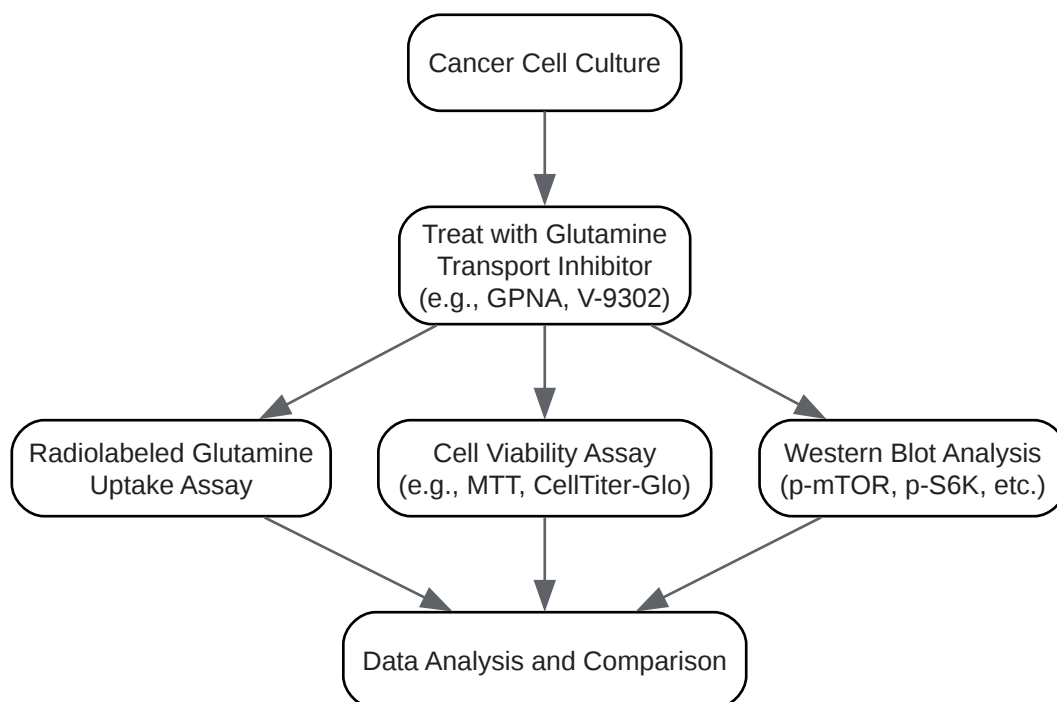 Cancer Cell Culture
Treat with Glutamine
Transport Inhibitor
(e.g., GPNA, V-9302)
Radiolabeled Glutamine
Uptake Assay
Cell Viability Assay
(e.g., MTT, CellTiter-Glo)
Western Blot Analysis
(p-mTOR, p-S6K, etc.)
Data Analysis and Comparison